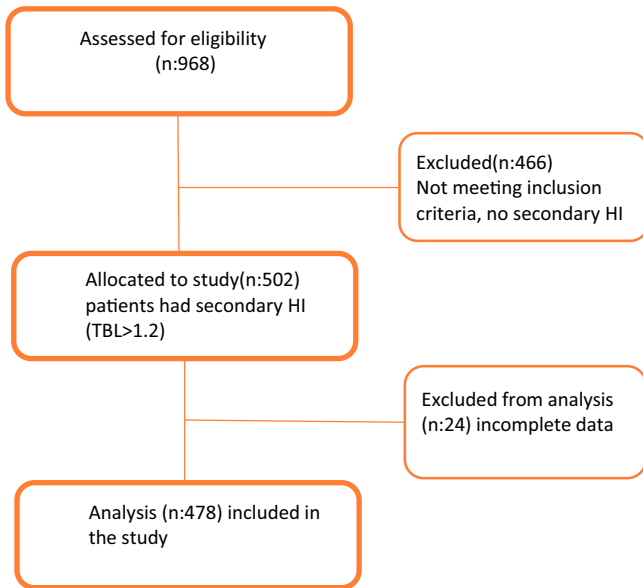 Assessed for eligibility
(n:968)
Excluded(n:466)
Not meeting inclusion
criteria, no secondary HI
Allocated to study(n:502)
patients had secondary HI
(TBL>1.2)
Excluded from analysis
(n:24) incomplete data
Analysis (n:478) included in
the study